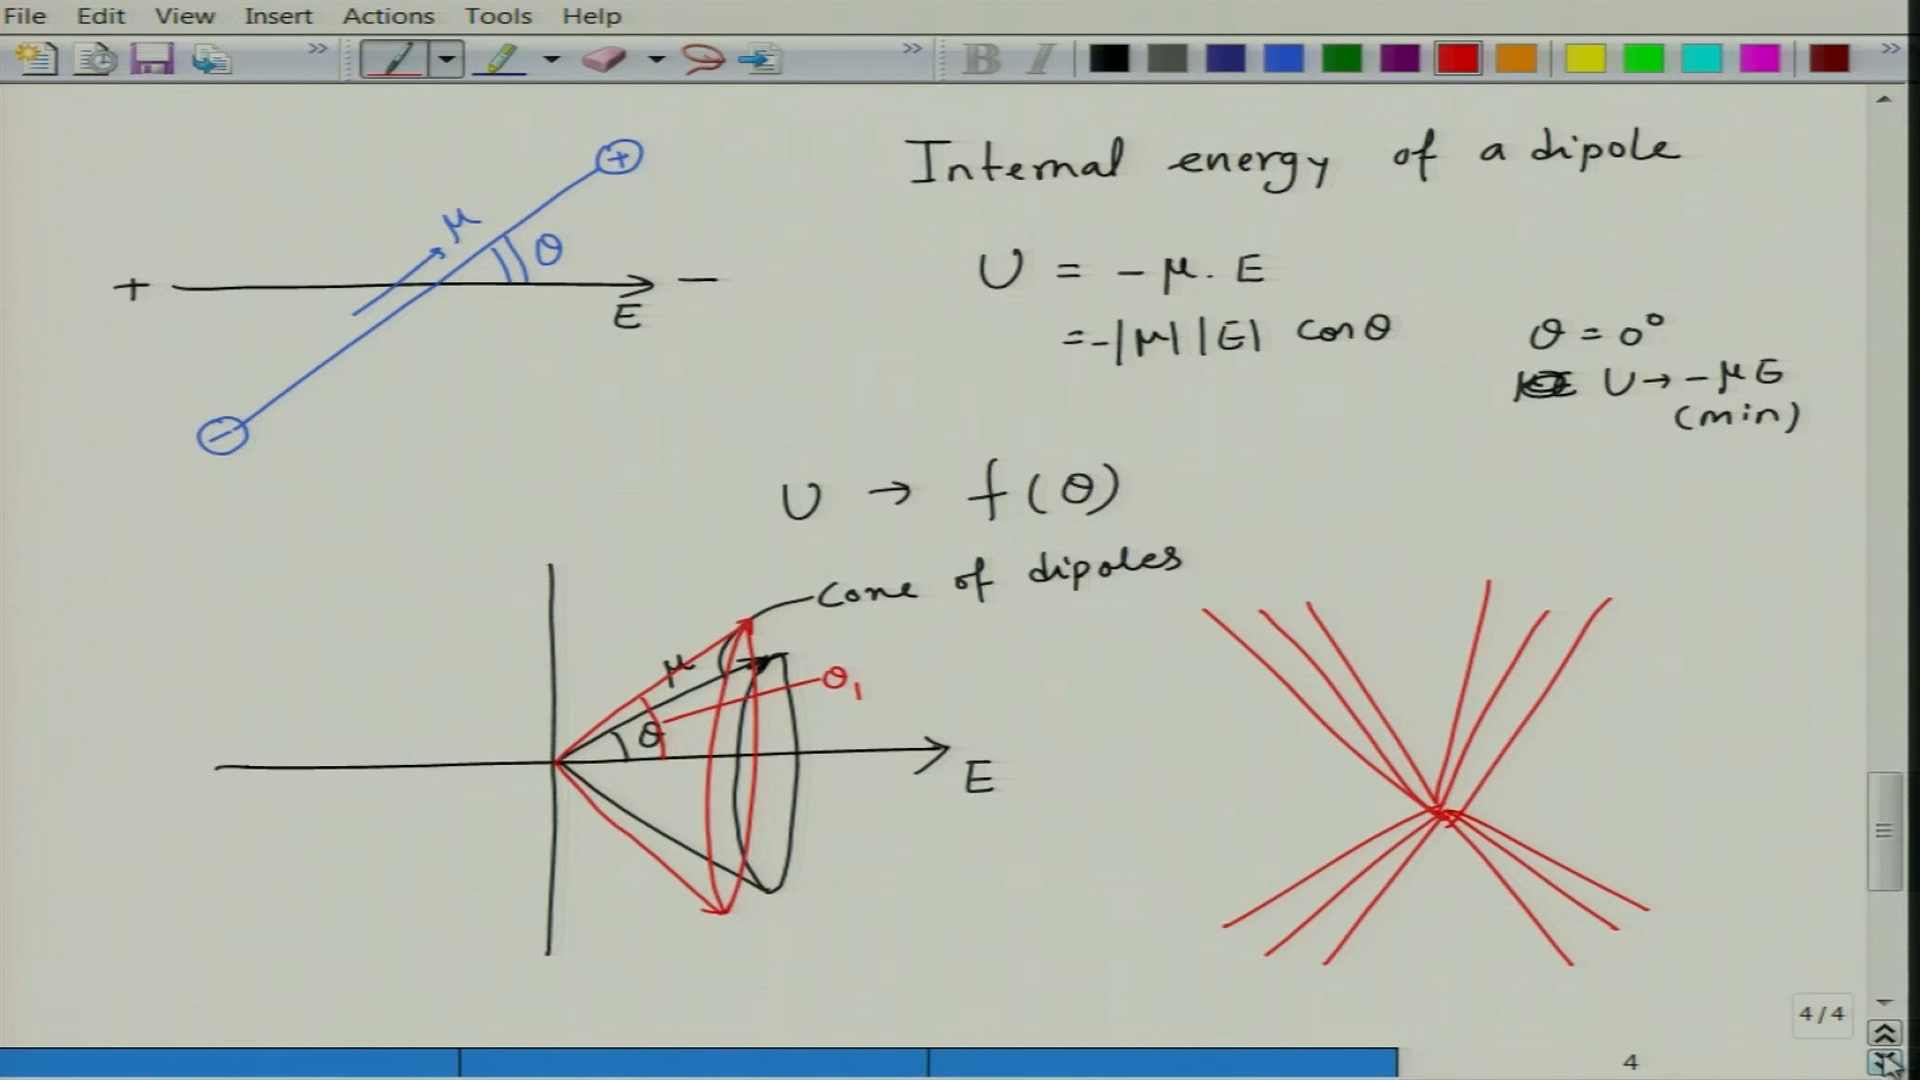 File Edit View Insert Actions Tools Help
B I
Internal energy of a dipole
+
μ
θ
+ E −
−
U = − μ . E
= − |μ| |E| cos θ
θ = 0°
U → − μ E
(min)
U → f(θ)
cone of dipoles
μ
θ
θ₁
E
4 / 4
4